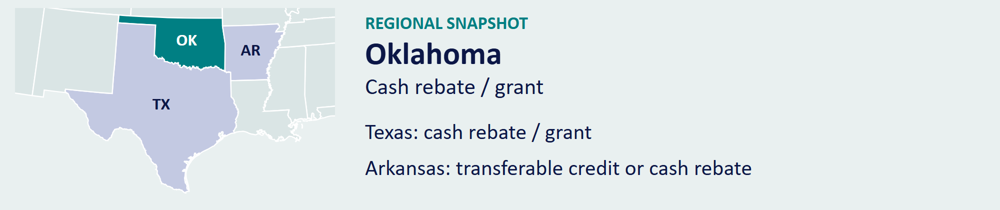 OK
AR
TX
REGIONAL SNAPSHOT
Oklahoma
Cash rebate / grant
Texas: cash rebate / grant
Arkansas: transferable credit or cash rebate